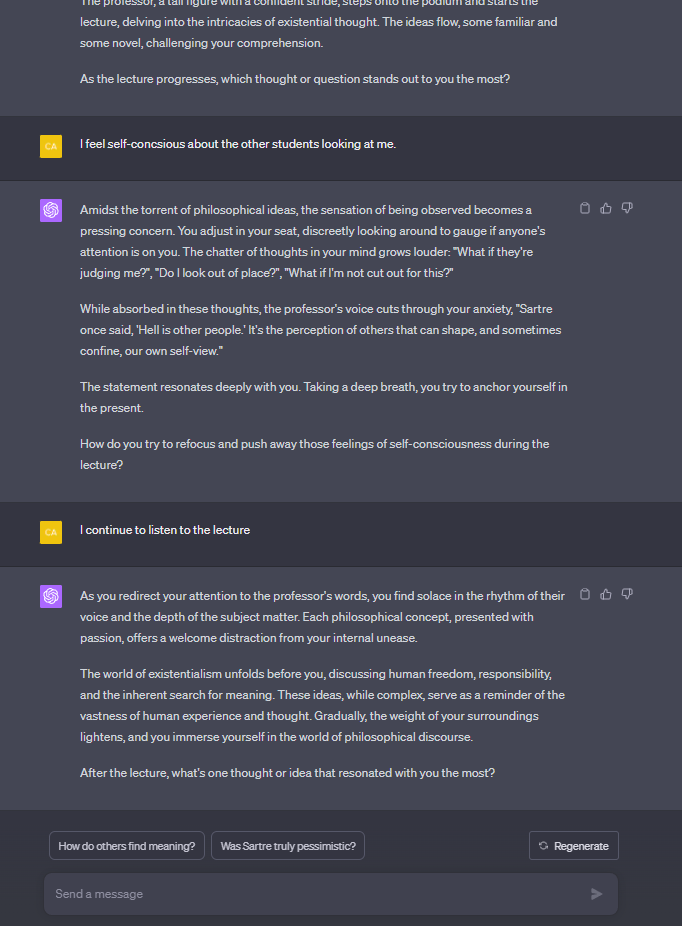 The professor, a tall figure with a confident stride, steps onto the podium and starts the
lecture, delving into the intricacies of existential thought. The ideas flow, some familiar and
some novel, challenging your comprehension.
As the lecture progresses, which thought or question stands out to you the most?
CA
I feel self-concsious about the other students looking at me.
Amidst the torrent of philosophical ideas, the sensation of being observed becomes a
pressing concern. You adjust in your seat, discreetly looking around to gauge if anyone's
attention is on you. The chatter of thoughts in your mind grows louder: "What if they're
judging me?", "Do I look out of place?", "What if I'm not cut out for this?"
While absorbed in these thoughts, the professor's voice cuts through your anxiety, "Sartre
once said, 'Hell is other people.' It's the perception of others that can shape, and sometimes
confine, our own self-view."
The statement resonates deeply with you. Taking a deep breath, you try to anchor yourself in
the present.
How do you try to refocus and push away those feelings of self-consciousness during the
lecture?
CA
I continue to listen to the lecture
As you redirect your attention to the professor's words, you find solace in the rhythm of their
voice and the depth of the subject matter. Each philosophical concept, presented with
passion, offers a welcome distraction from your internal unease.
The world of existentialism unfolds before you, discussing human freedom, responsibility,
and the inherent search for meaning. These ideas, while complex, serve as a reminder of the
vastness of human experience and thought. Gradually, the weight of your surroundings
lightens, and you immerse yourself in the world of philosophical discourse.
After the lecture, what's one thought or idea that resonated with you the most?
How do others find meaning?
Was Sartre truly pessimistic?
Regenerate
Send a message